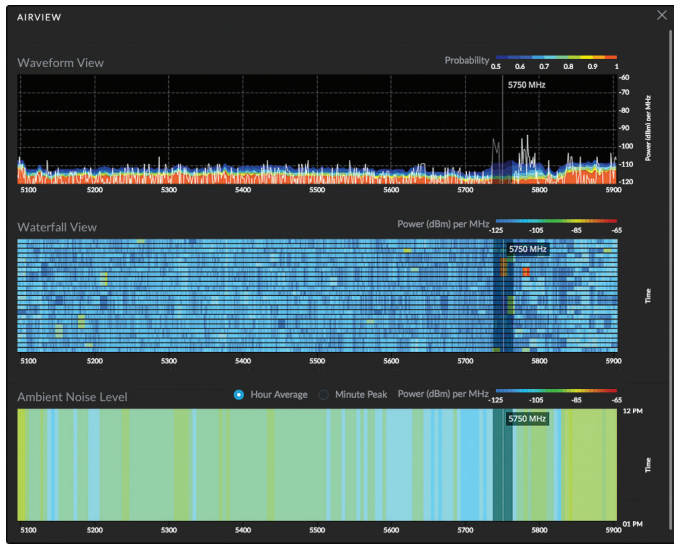 AIRVIEW
Waveform View
Probability 0.5 0.6 0.7 0.8 0.9 1
5750 MHz
-60
-70
-80
-90
-100
-110
-120
Power (dBm) per MHz
5100 5200 5300 5400 5500 5600 5700 5800 5900
Waterfall View
Power (dBm) per MHz -125 -105 -85 -65
5750 MHz
Time
5100 5200 5300 5400 5500 5600 5700 5800 5900
Ambient Noise Level
Hour Average Minute Peak Power (dBm) per MHz -125 -105 -85 -65
5750 MHz
12 PM
Time
01 PM
5100 5200 5300 5400 5500 5600 5700 5800 5900